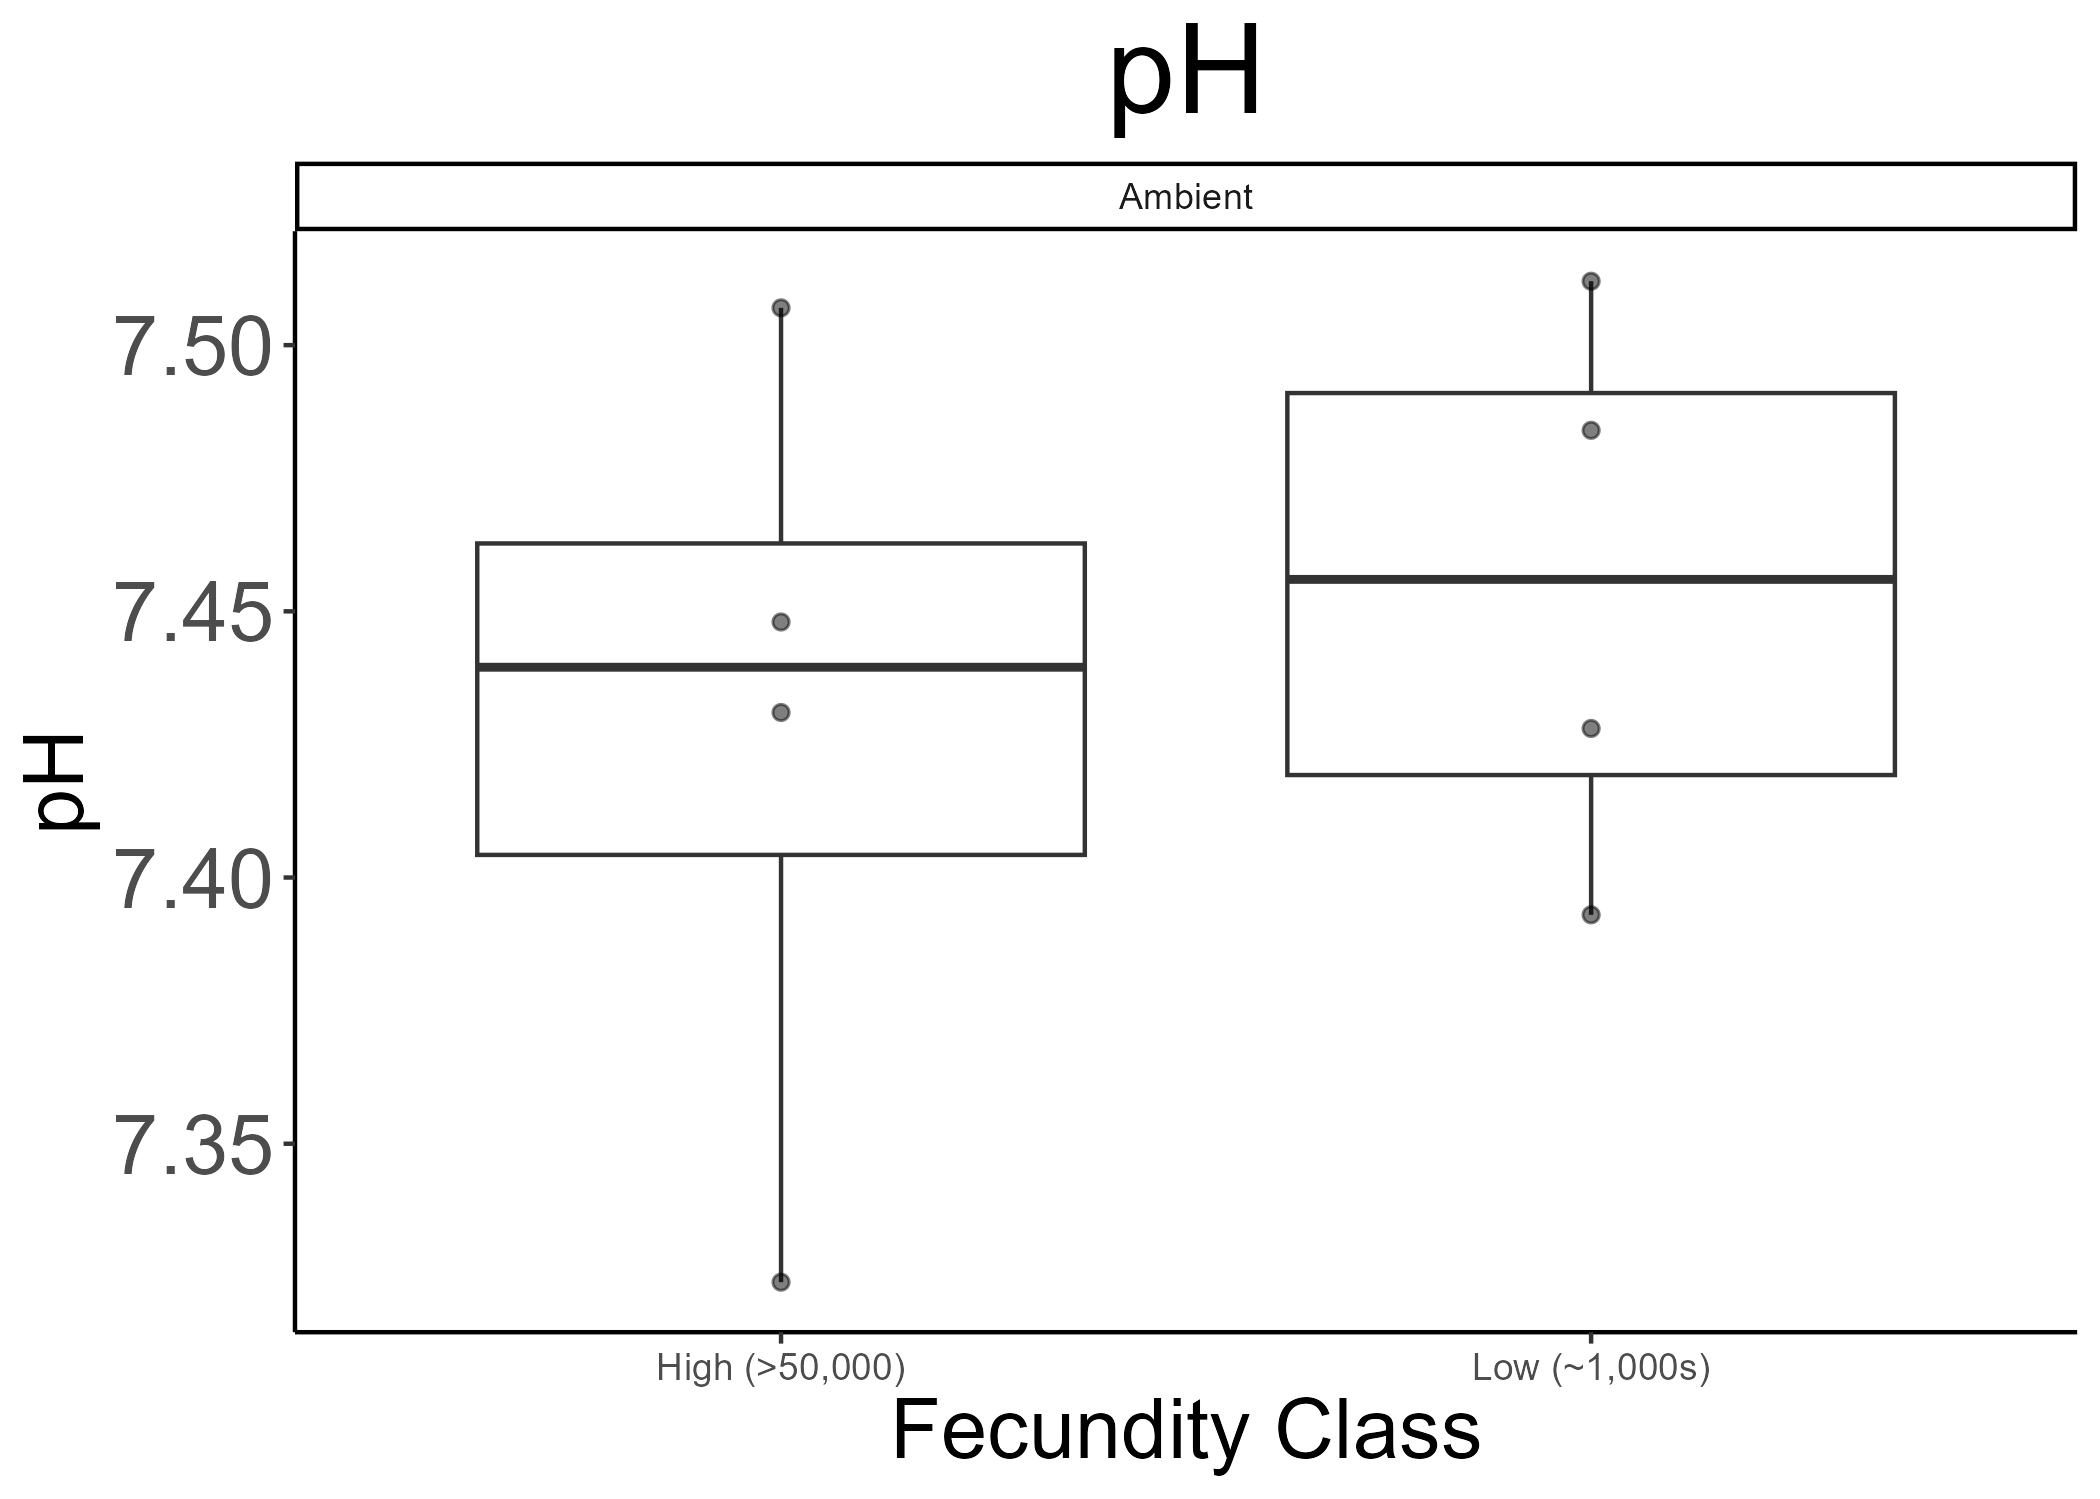 pH
Ambient
7.50
7.45
7.40
7.35
pH
High (>50,000)
Low (~1,000s)
Fecundity Class